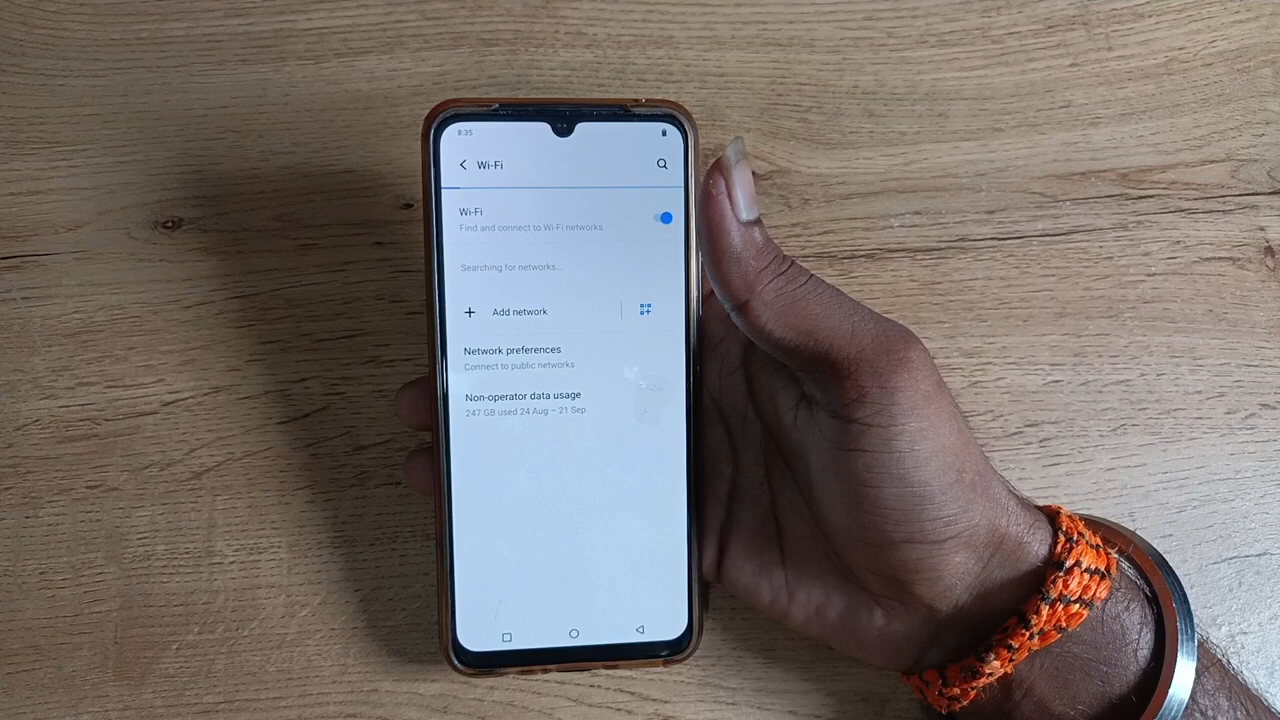 8:35
Wi-Fi
Wi-Fi
Find and connect to Wi-Fi networks
Searching for networks...
Add network
Network preferences
Connect to public networks
Non-operator data usage
247 GB used 24 Aug – 21 Sep